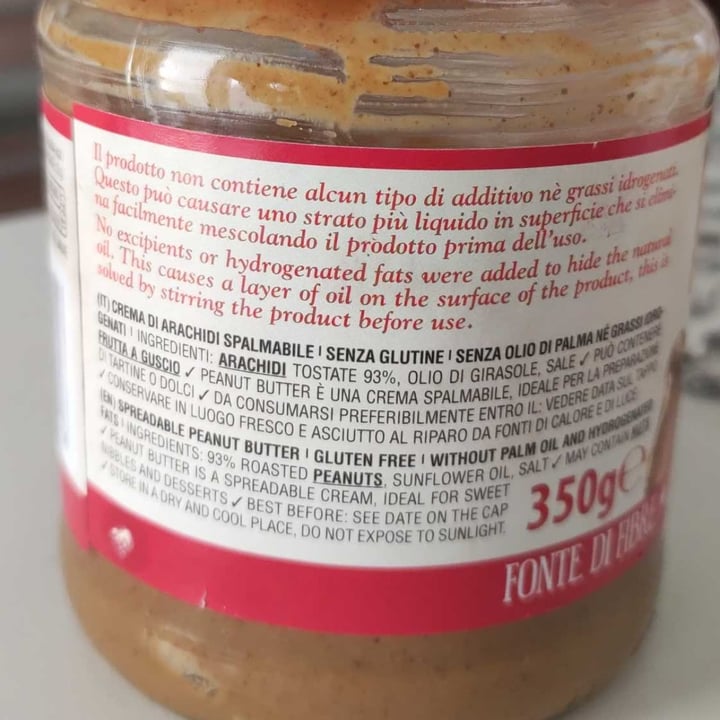 Il prodotto non contiene alcun tipo di additivo nè grassi idrogenati.
Questo può causare uno strato più liquido in superficie che si elimi-
na facilmente mescolando il prodotto prima dell'uso.
No excipients or hydrogenated fats were added to hide the natural
oil. This causes a layer of oil on the surface of the product, this is
solved by stirring the product before use.
(IT) CREMA DI ARACHIDI SPALMABILE | SENZA GLUTINE | SENZA OLIO DI PALMA NÉ GRASSI IDRO-
GENATI | INGREDIENTI: ARACHIDI TOSTATE 93%, OLIO DI GIRASOLE, SALE ✓ PUÒ CONTENERE
FRUTTA A GUSCIO ✓ PEANUT BUTTER È UNA CREMA SPALMABILE, IDEALE PER LA PREPARAZIONE
DI TARTINE O DOLCI ✓ DA CONSUMARSI PREFERIBILMENTE ENTRO IL: VEDERE DATA SUL TAPPO
✓ CONSERVARE IN LUOGO FRESCO E ASCIUTTO AL RIPARO DA FONTI DI CALORE E DI LUCE
(EN) SPREADABLE PEANUT BUTTER | GLUTEN FREE | WITHOUT PALM OIL AND HYDROGENATED
FATS | INGREDIENTS: 93% ROASTED PEANUTS, SUNFLOWER OIL, SALT ✓ MAY CONTAIN NUTS
✓ PEANUT BUTTER IS A SPREADABLE CREAM, IDEAL FOR SWEET
NIBBLES AND DESSERTS ✓ BEST BEFORE: SEE DATE ON THE CAP
✓ STORE IN A DRY AND COOL PLACE, DO NOT EXPOSE TO SUNLIGHT.
350g ℮
FONTE DI FIBRE